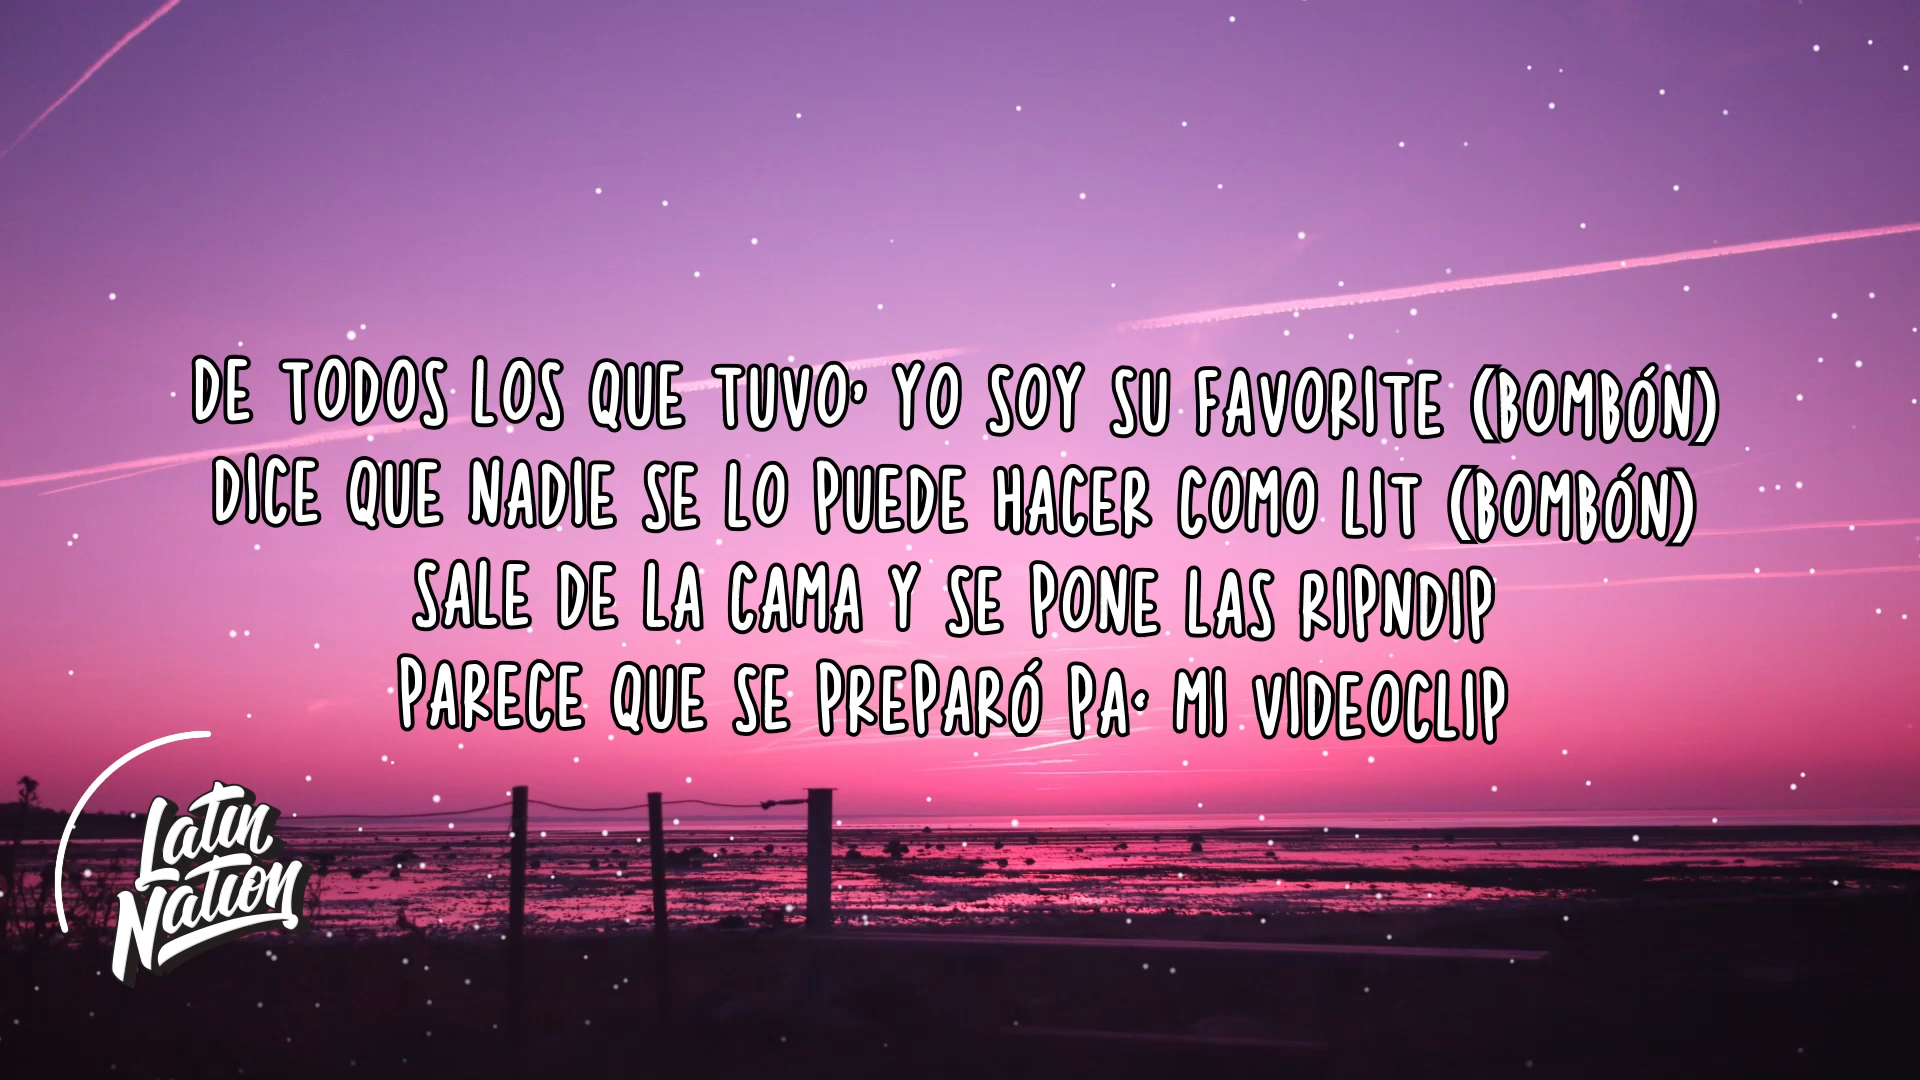 DE TODOS LOS QUE TUVO' YO SOY SU FAVORITE (BOMBÓN)
DICE QUE NADIE SE LO PUEDE HACER COMO LIT (BOMBÓN)
SALE DE LA CAMA Y SE PONE LAS RIPNDIP
PARECE QUE SE PREPARÓ PA' MI VIDEOCLIP
Latin
Nation